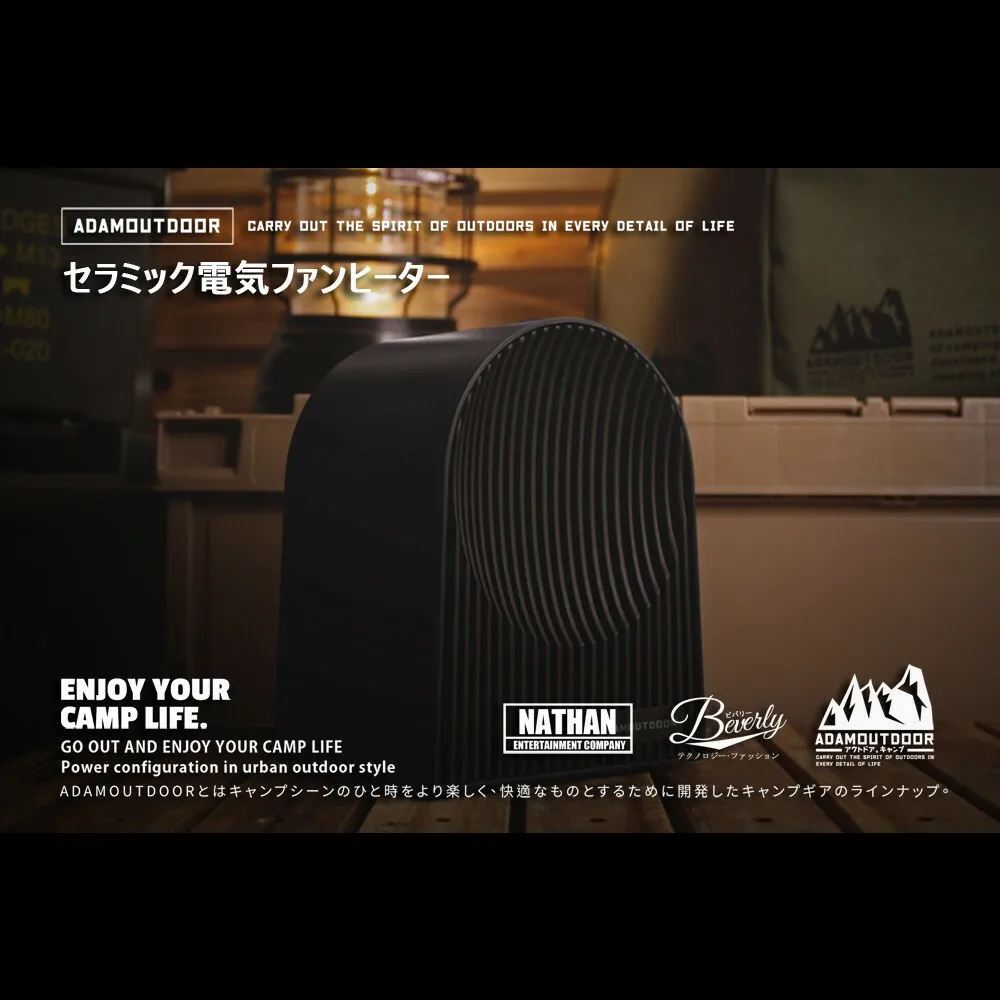 ADAMOUTDOOR CARRY OUT THE SPIRIT OF OUTDOORS IN EVERY DETAIL OF LIFE
セラミック電気ファンヒーター
M80
-020
ADAMOUTDOOR
ENJOY YOUR
CAMP LIFE.
GO OUT AND ENJOY YOUR CAMP LIFE
Power configuration in urban outdoor style
ADAMOUTDOORとはキャンプシーンのひと時をより楽しく、快適なものとするために開発したキャンプギアのラインナップ。
NATHAN
ENTERTAINMENT COMPANY
ビバリー
Beverly
テクノロジー・ファッション
ADAMOUTDOOR
アウトドア。キャンプ
CARRY OUT THE SPIRIT OF OUTDOORS IN
EVERY DETAIL OF LIFE